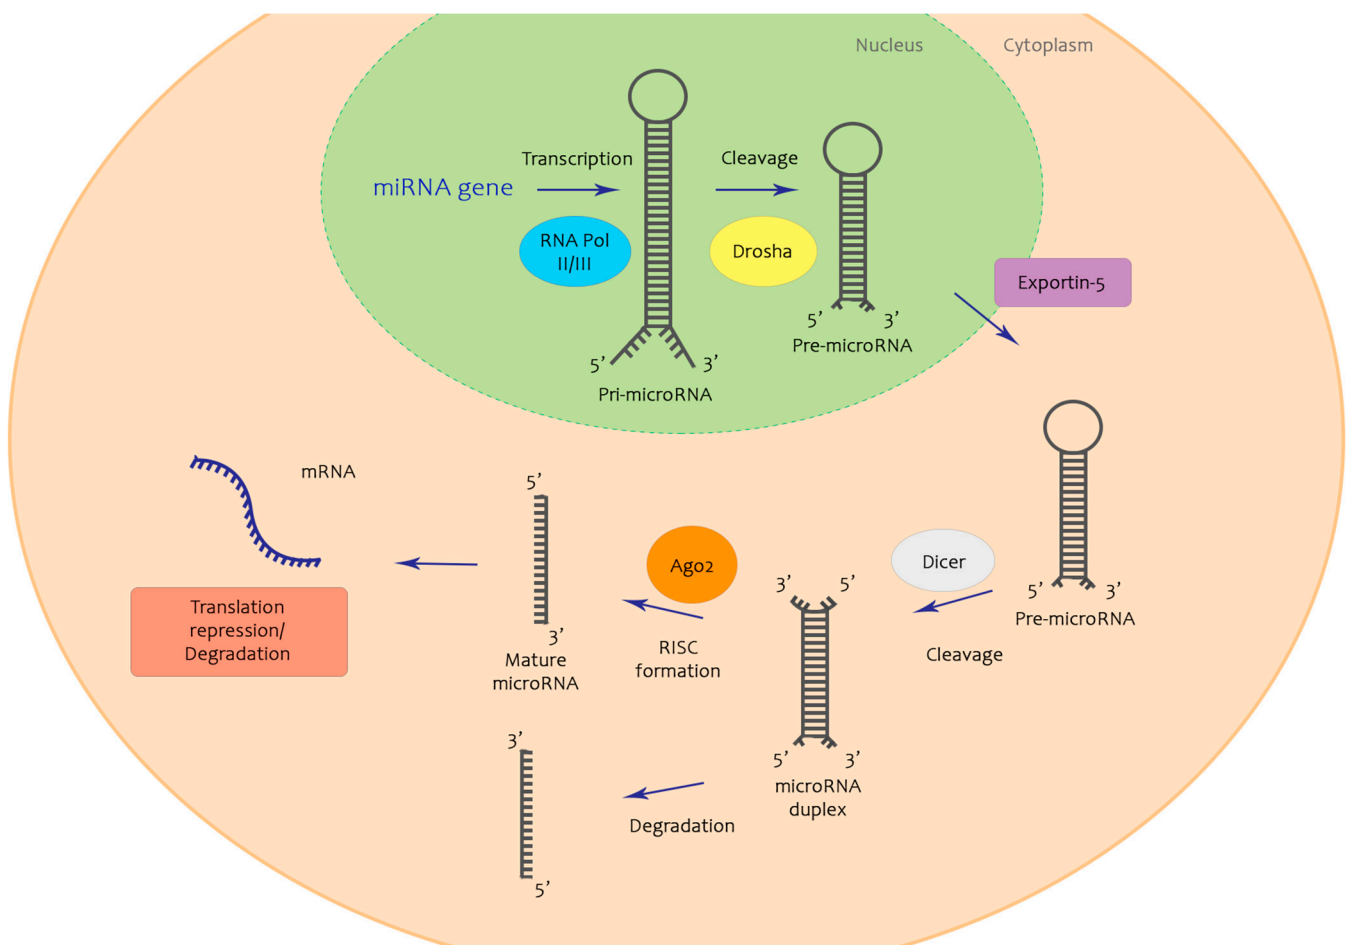 Nucleus
Cytoplasm
Transcription
Cleavage
miRNA gene
RNA Pol
II/III
Drosha
Exportin-5
5’
3’
Pre-microRNA
5’
3’
Pri-microRNA
mRNA
5’
Ago2
Dicer
3’
5’
5’
3’
Pre-microRNA
Translation
repression/
Degradation
3’
Mature
microRNA
RISC
formation
Cleavage
3’
5’
3’
microRNA
duplex
Degradation
5’